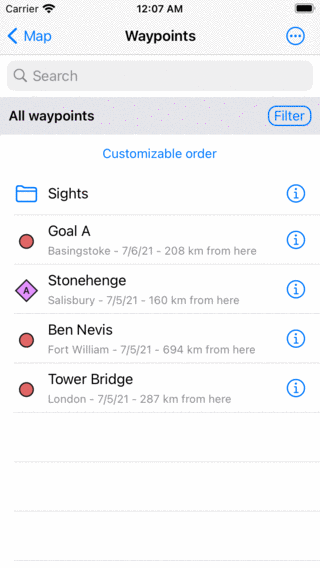 Carrier 11:07 AM
Map Waypoints
Search
All waypoints Filter
Customizable order
Sights
Goal A
Basingstoke - 7/6/21 - 208 km from here
A
Stonehenge
Salisbury - 7/5/21 - 160 km from here
Ben Nevis
Fort William - 7/5/21 - 694 km from here
Tower Bridge
London - 7/5/21 - 287 km from here